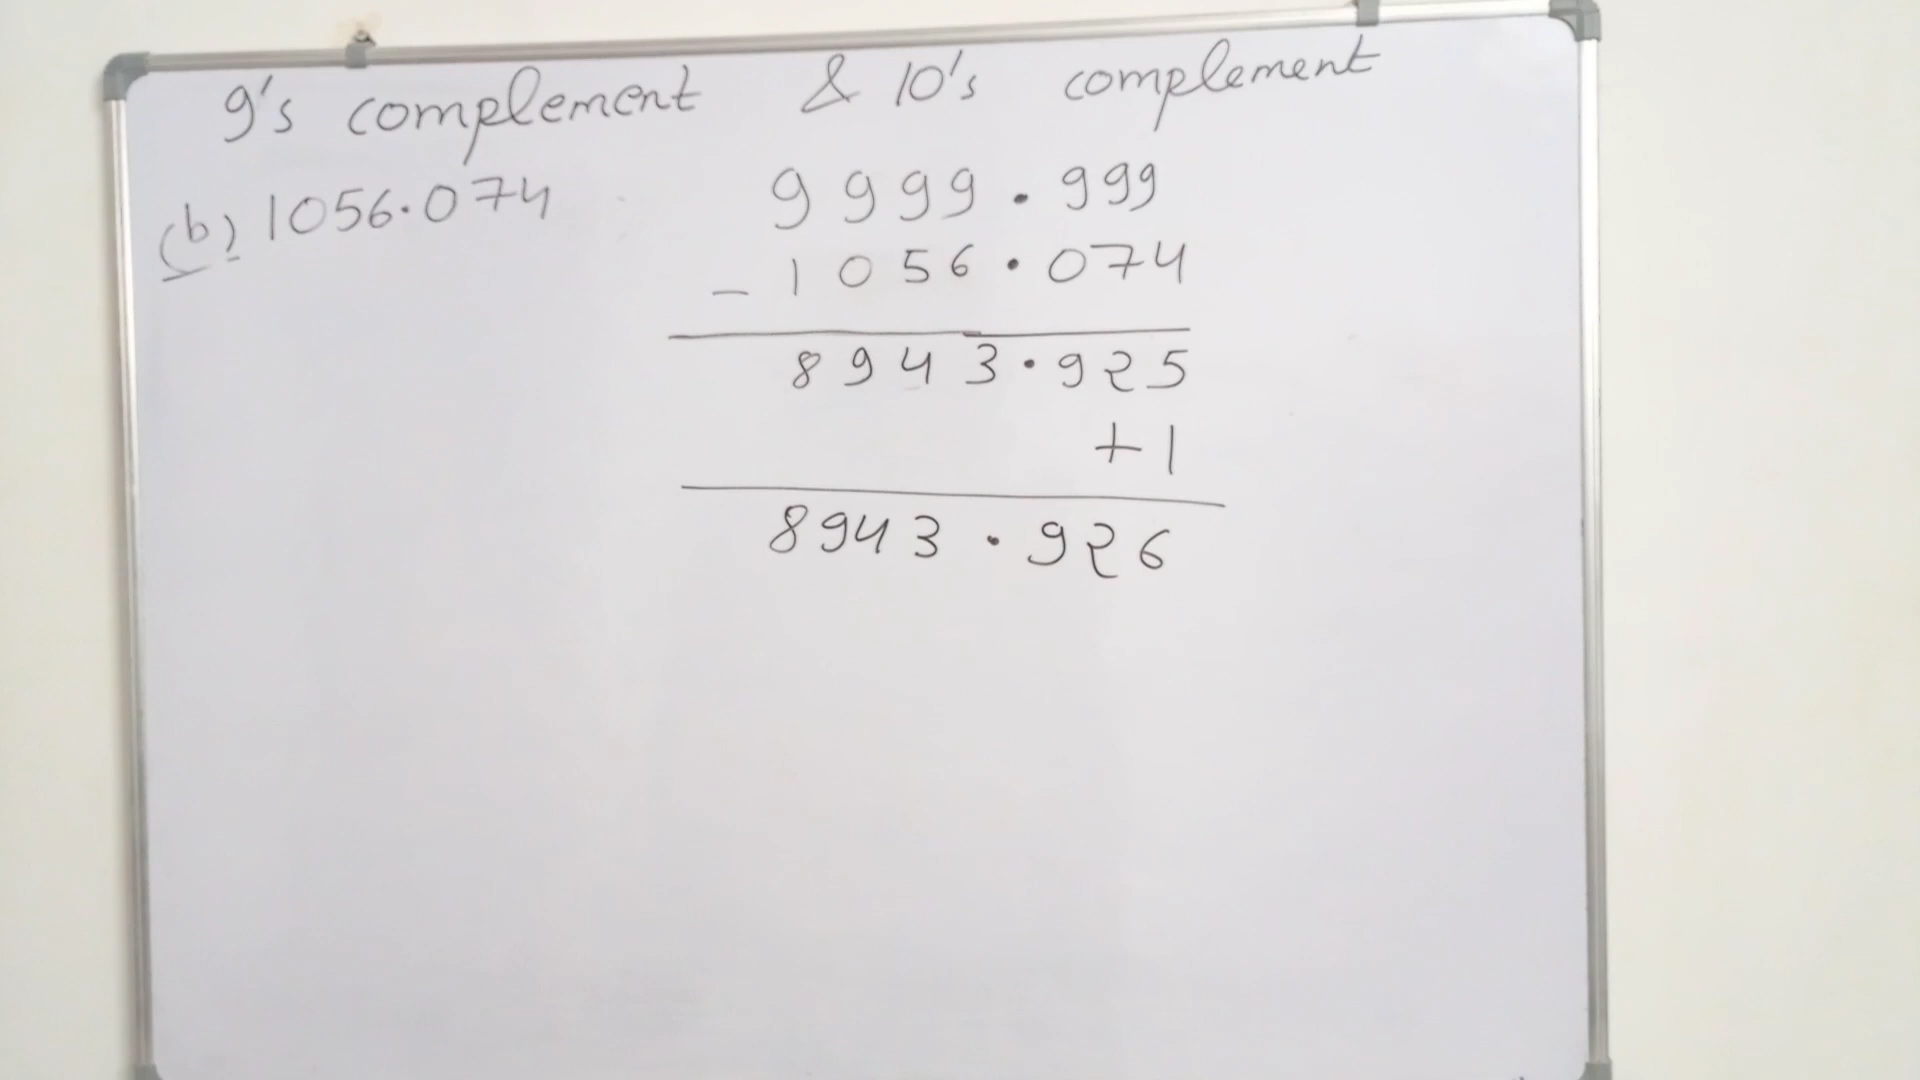 9's complement & 10's complement
(b) 1056.074
9999.999
- 1056.074
8943.925
+1
8943.926